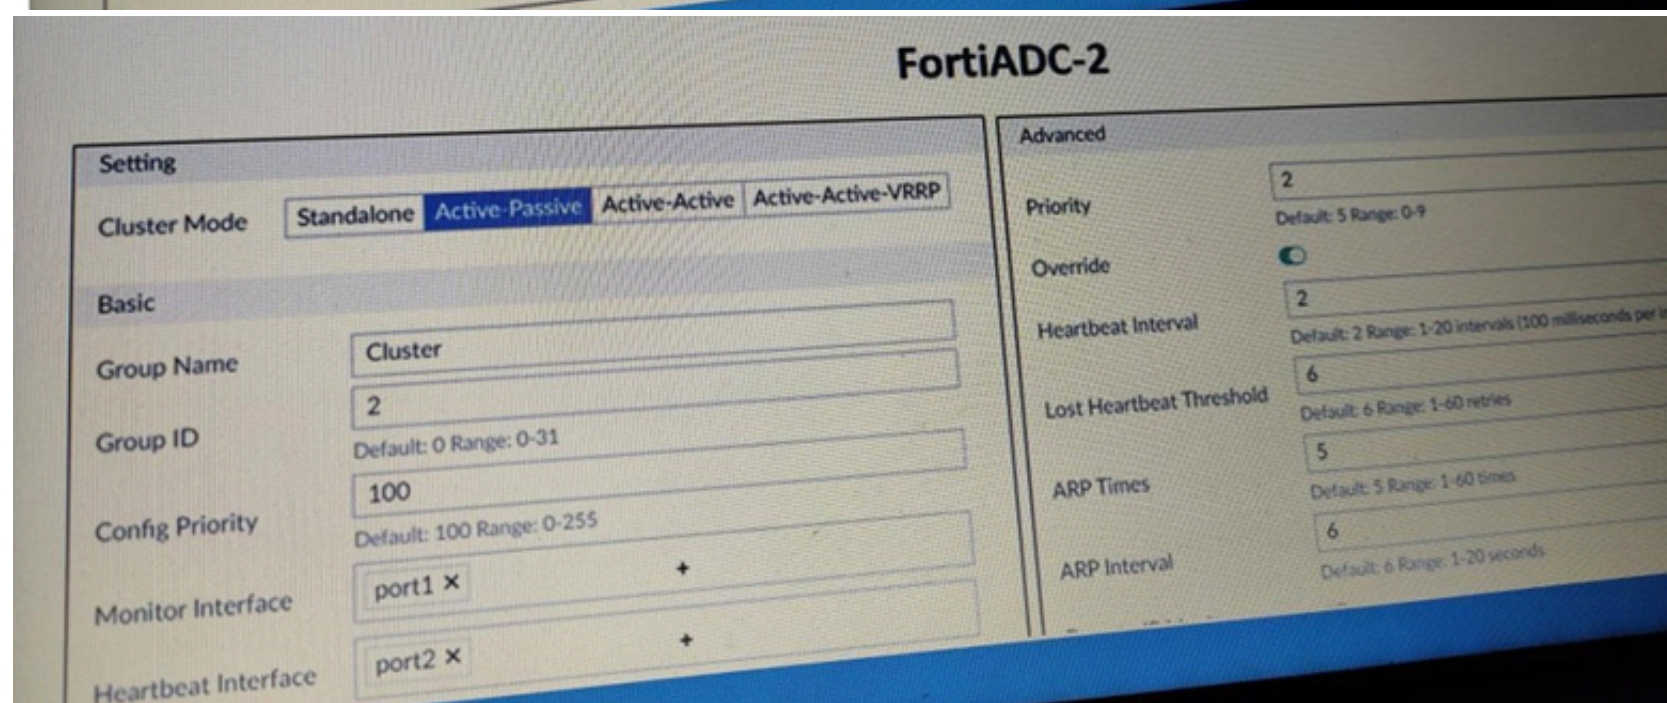 FortiADC-2
Setting
Cluster Mode Standalone Active-Passive Active-Active Active-Active-VRRP
Basic
Group Name Cluster
Group ID 2
Default: 0 Range: 0-31
Config Priority 100
Default: 100 Range: 0-255
Monitor Interface port1 × +
Heartbeat Interface port2 × +
Advanced
Priority 2
Default: 5 Range: 0-9
Override
Heartbeat Interval 2
Default: 2 Range: 1-20 intervals (100 milliseconds per
Lost Heartbeat Threshold 6
Default: 6 Range: 1-60 retries
ARP Times 5
Default: 5 Range: 1-60 times
ARP Interval 6
Default: 6 Range: 1-20 seconds